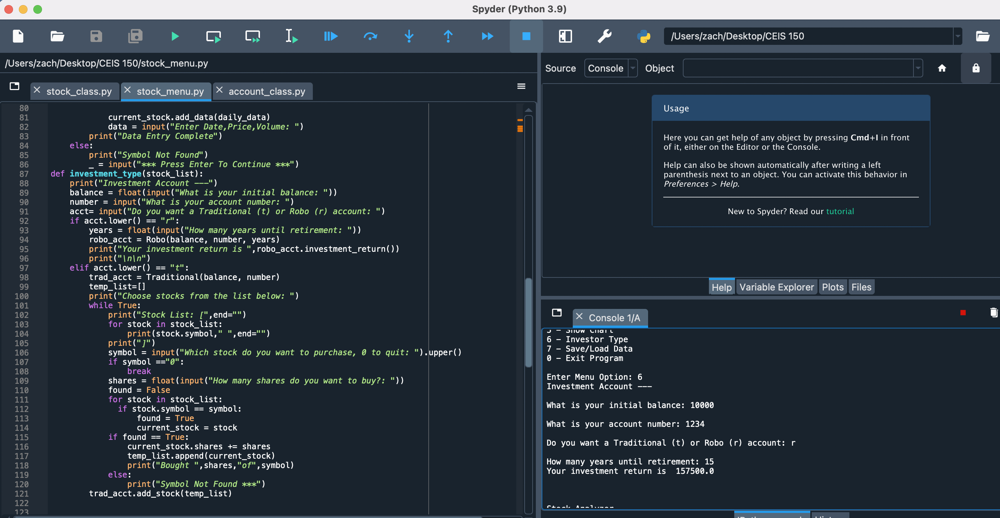 Spyder (Python 3.9)
/Users/zach/Desktop/CEIS 150
/Users/zach/Desktop/CEIS 150/stock_menu.py
stock_class.py
stock_menu.py
account_class.py
80
81 current_stock.add_data(daily_data)
82 data = input("Enter Date,Price,Volume: ")
83 print("Data Entry Complete")
84 else:
85 print("Symbol Not Found")
86 _ = input("*** Press Enter To Continue ***")
87 def investment_type(stock_list):
88 print("Investment Account ---")
89 balance = float(input("What is your initial balance: "))
90 number = input("What is your account number: ")
91 acct= input("Do you want a Traditional (t) or Robo (r) account: ")
92 if acct.lower() == "r":
93 years = float(input("How many years until retirement: "))
94 robo_acct = Robo(balance, number, years)
95 print("Your investment return is ",robo_acct.investment_return())
96 print("\n\n")
97 elif acct.lower() == "t":
98 trad_acct = Traditional(balance, number)
99 temp_list=[]
100 print("Choose stocks from the list below: ")
101 while True:
102 print("Stock List: [",end="")
103 for stock in stock_list:
104 print(stock.symbol," ",end="")
105 print("]")
106 symbol = input("Which stock do you want to purchase, 0 to quit: ").upper()
107 if symbol =="0":
108 break
109 shares = float(input("How many shares do you want to buy?: "))
110 found = False
111 for stock in stock_list:
112 if stock.symbol == symbol:
113 found = True
114 current_stock = stock
115 if found == True:
116 current_stock.shares += shares
117 temp_list.append(current_stock)
118 print("Bought ",shares,"of",symbol)
119 else:
120 print("Symbol Not Found ***")
121 trad_acct.add_stock(temp_list)
122
123
Source
Console
Object
Usage
Here you can get help of any object by pressing Cmd+I in front
of it, either on the Editor or the Console.
Help can also be shown automatically after writing a left
parenthesis next to an object. You can activate this behavior in
Preferences > Help.
New to Spyder? Read our tutorial
Help
Variable Explorer
Plots
Files
Console 1/A
5 - Show Chart
6 - Investor Type
7 - Save/Load Data
0 - Exit Program
Enter Menu Option: 6
Investment Account ---
What is your initial balance: 10000
What is your account number: 1234
Do you want a Traditional (t) or Robo (r) account: r
How many years until retirement: 15
Your investment return is  157500.0
Stock Analyzer